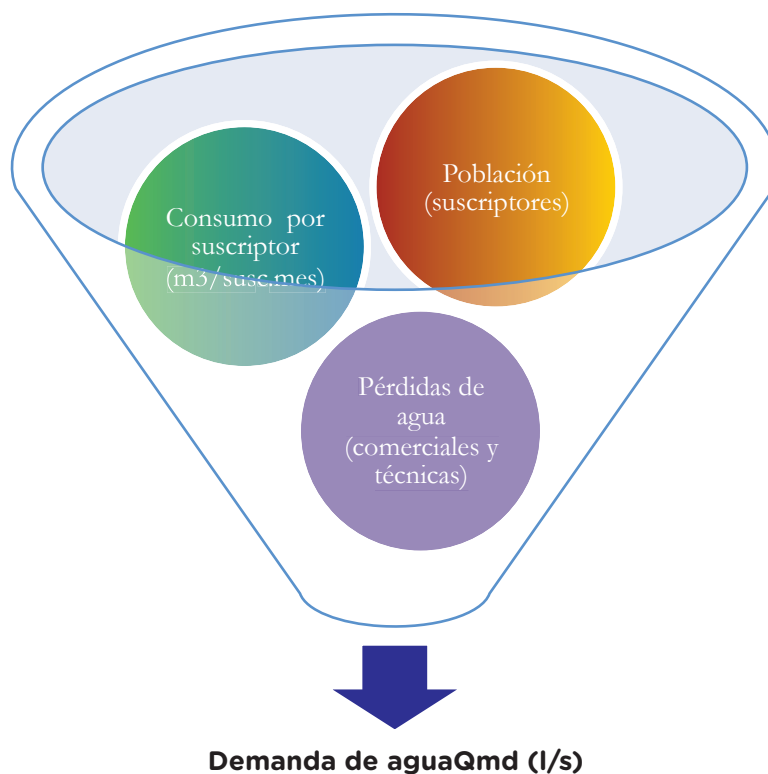 Población
(suscriptores)
Consumo por
suscriptor
(m3/susc.mes)
Pérdidas de
agua
(comerciales y
técnicas)
Demanda de aguaQmd (l/s)